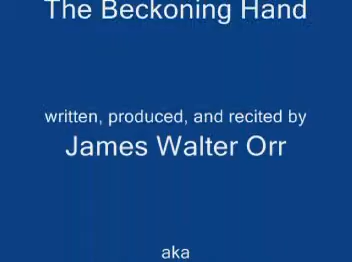 The Beckoning Hand
written, produced, and recited by
James Walter Orr
aka